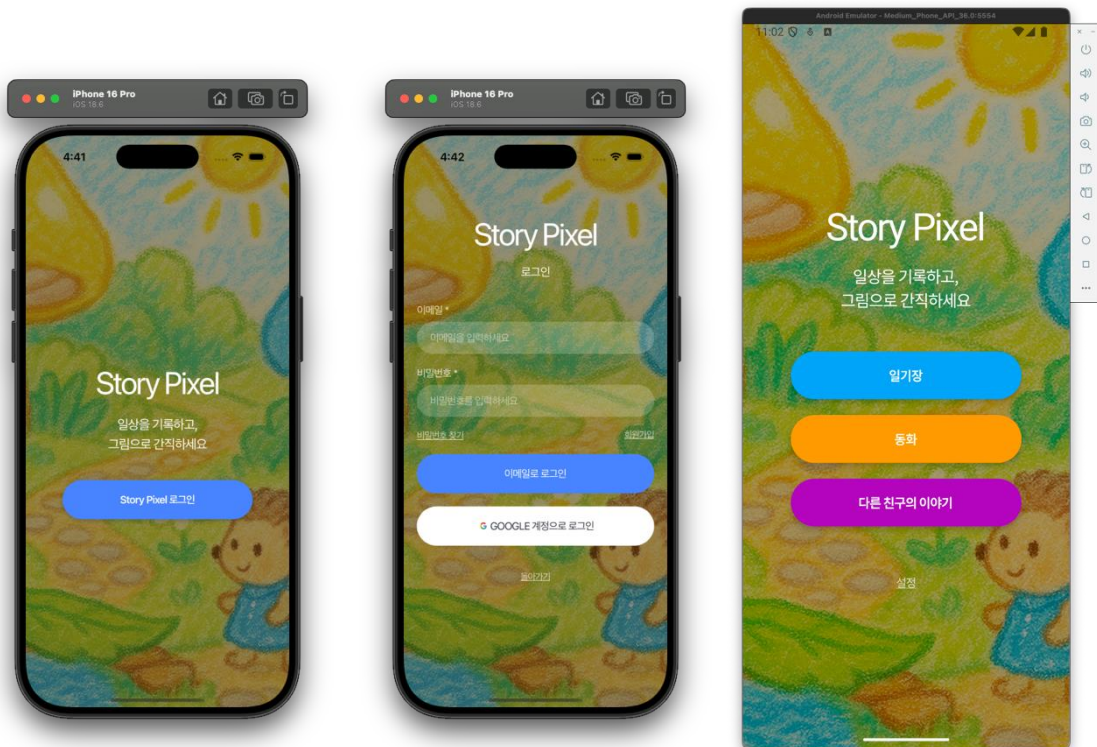 iPhone 16 Pro
iOS 18.6
4:41
Story Pixel
일상을 기록하고,
그림으로 간직하세요
Story Pixel 로그인
iPhone 16 Pro
iOS 18.6
4:42
Story Pixel
로그인
이메일 *
이메일을 입력하세요
비밀번호 *
비밀번호를 입력하세요
비밀번호 찾기 회원가입
이메일로 로그인
G GOOGLE 계정으로 로그인
돌아가기
Android Emulator - Medium_Phone_API_36.0:5554
11:02
Story Pixel
일상을 기록하고,
그림으로 간직하세요
일기장
동화
다른 친구의 이야기
설정